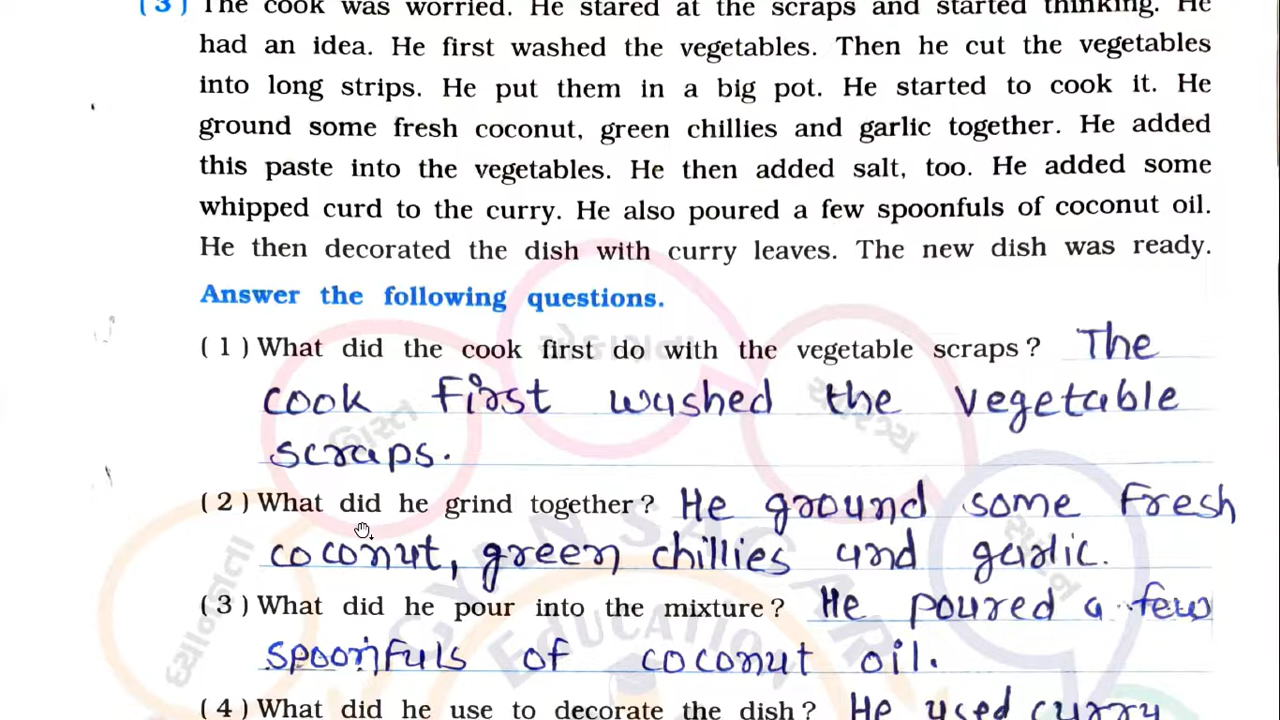 ( 3 ) The cook was worried. He stared at the scraps and started thinking. He
had an idea. He first washed the vegetables. Then he cut the vegetables
into long strips. He put them in a big pot. He started to cook it. He
ground some fresh coconut, green chillies and garlic together. He added
this paste into the vegetables. He then added salt, too. He added some
whipped curd to the curry. He also poured a few spoonfuls of coconut oil.
He then decorated the dish with curry leaves. The new dish was ready.
Answer the following questions.
( 1 ) What did the cook first do with the vegetable scraps ? The
cook first washed the vegetable
scraps.
( 2 ) What did he grind together ? He ground some fresh
coconut, green chillies and garlic.
( 3 ) What did he pour into the mixture ? He poured a few
spoonfuls of coconut oil.
( 4 ) What did he use to decorate the dish ? He used curry
GYAN SAGAR
EDUCATION